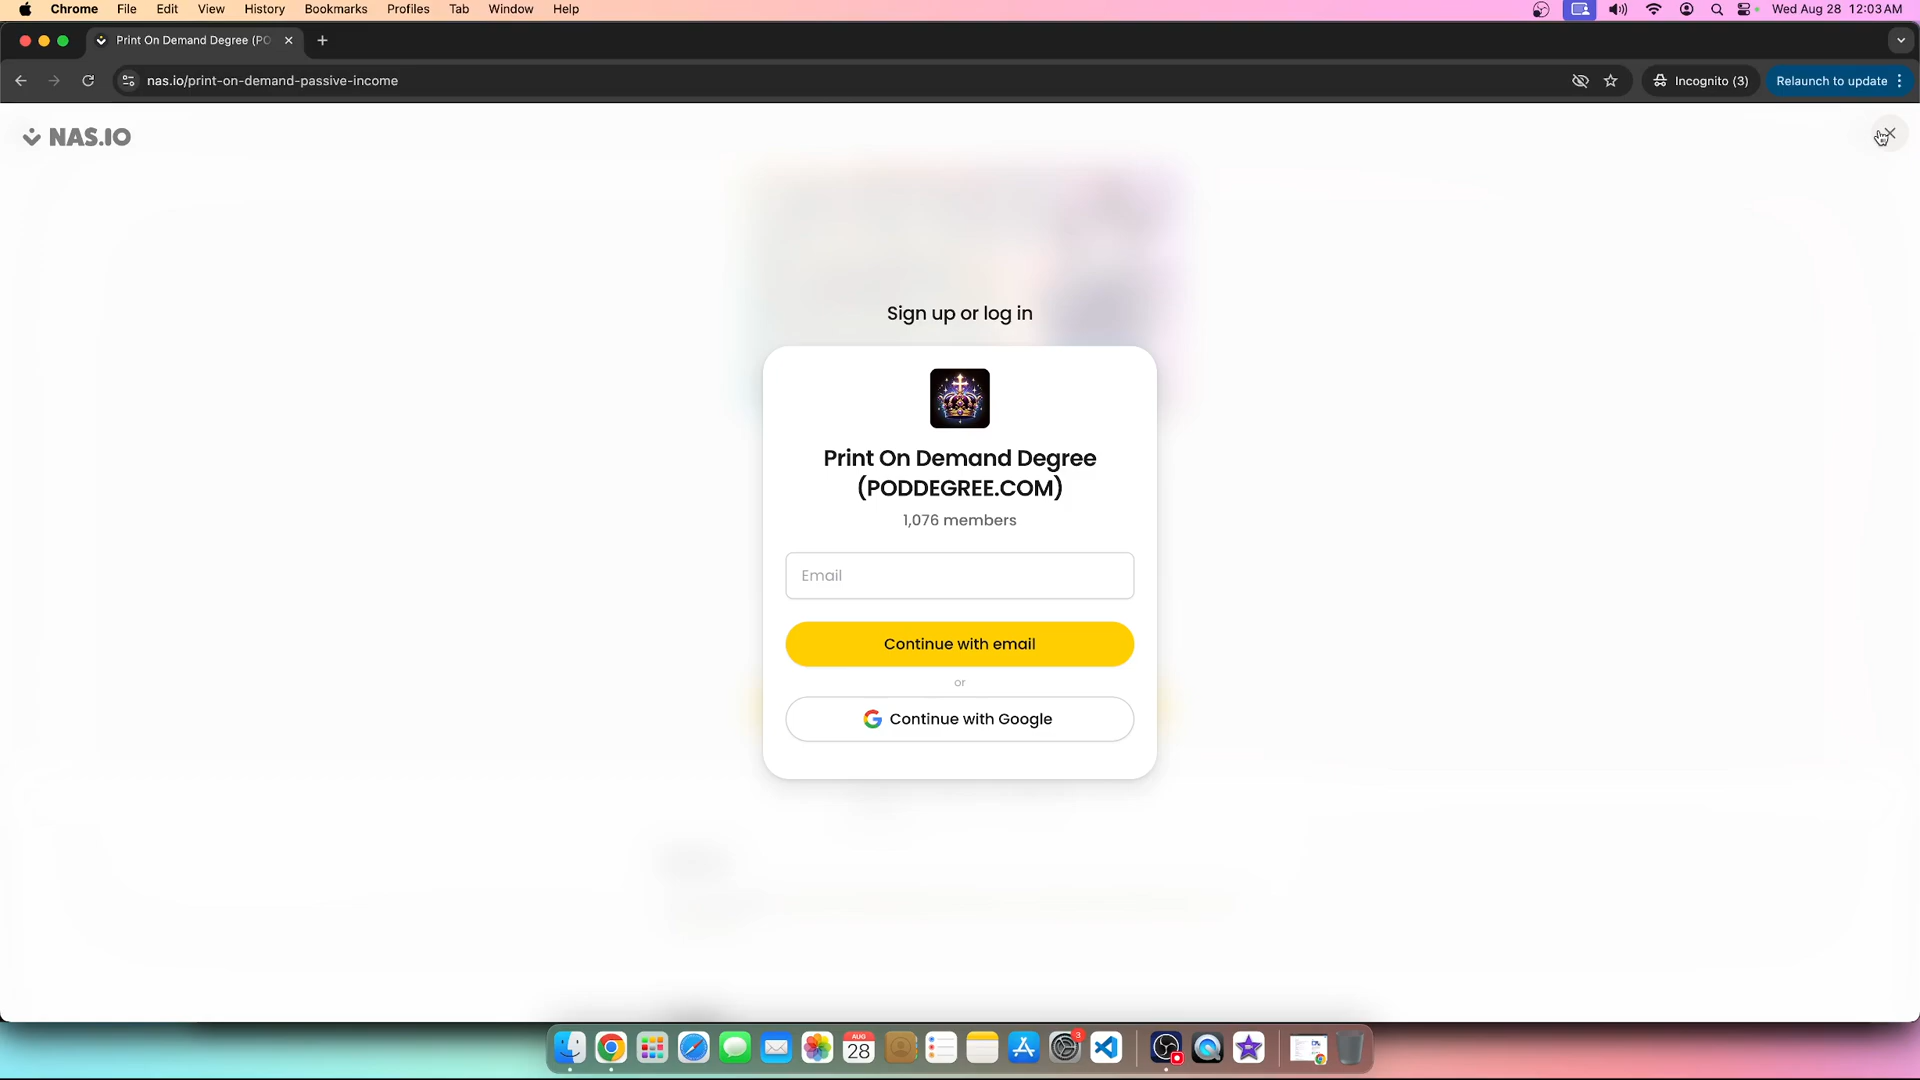 Chrome File Edit View History Bookmarks Profiles Tab Window Help Wed Aug 28 12:03 AM
Print On Demand Degree (PO
nas.io/print-on-demand-passive-income Incognito (3) Relaunch to update
NAS.IO
Sign up or log in
Print On Demand Degree
(PODDEGREE.COM)
1,076 members
Email
Continue with email
or
Continue with Google
AUG
28
3